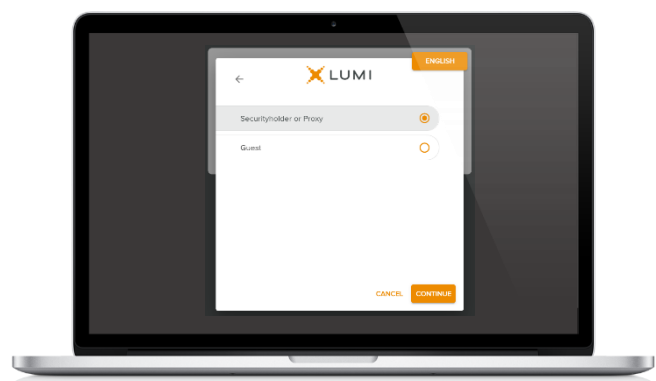 ENGLISH
LUMI
Securityholder or Proxy
Guest
CANCEL
CONTINUE